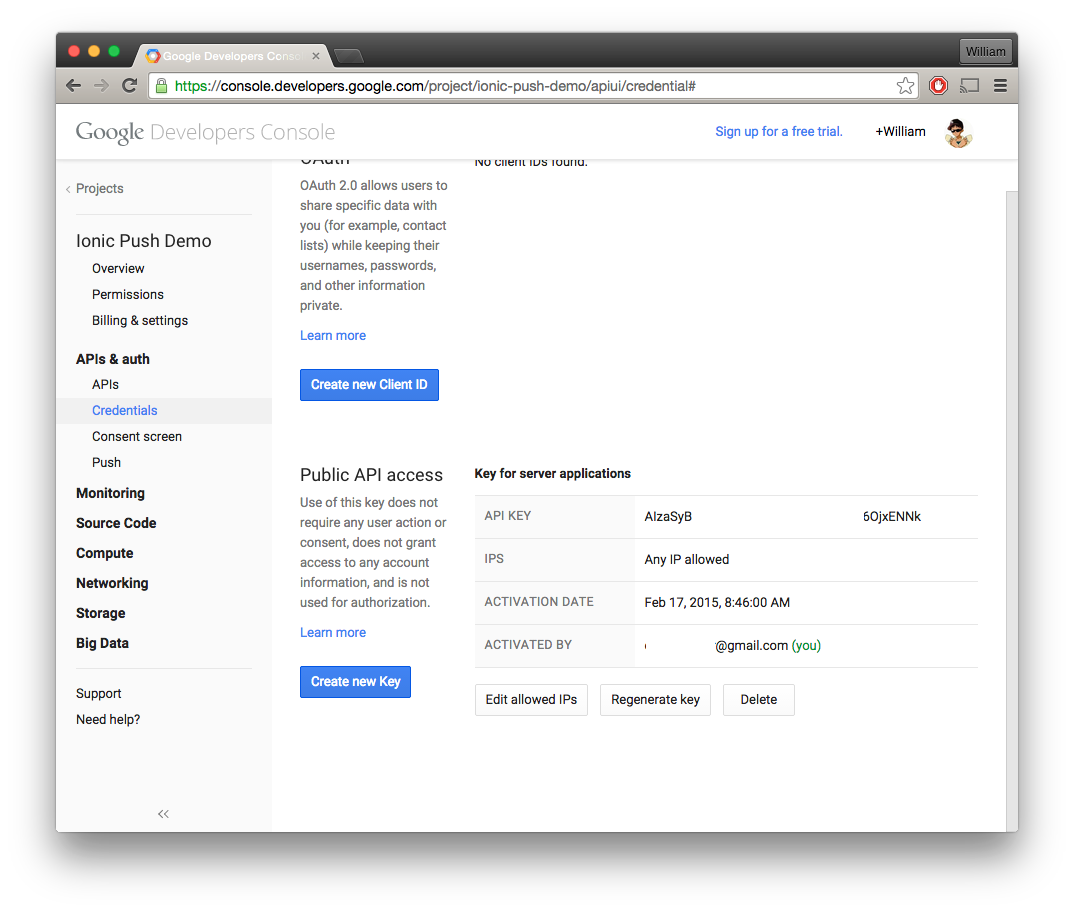 Google Developers Conso
William
https://console.developers.google.com/project/ionic-push-demo/apiui/credential#
Google Developers Console
Sign up for a free trial.
+William
Projects
Ionic Push Demo
Overview
Permissions
Billing & settings
APIs & auth
APIs
Credentials
Consent screen
Push
Monitoring
Source Code
Compute
Networking
Storage
Big Data
Support
Need help?
OAuth
OAuth 2.0 allows users to
share specific data with
you (for example, contact
lists) while keeping their
usernames, passwords,
and other information
private.
Learn more
Create new Client ID
No client IDs found.
Public API access
Use of this key does not
require any user action or
consent, does not grant
access to any account
information, and is not
used for authorization.
Learn more
Create new Key
Key for server applications
API KEY AIzaSyB 6OjxENNk
IPS Any IP allowed
ACTIVATION DATE Feb 17, 2015, 8:46:00 AM
ACTIVATED BY @gmail.com (you)
Edit allowed IPs Regenerate key Delete